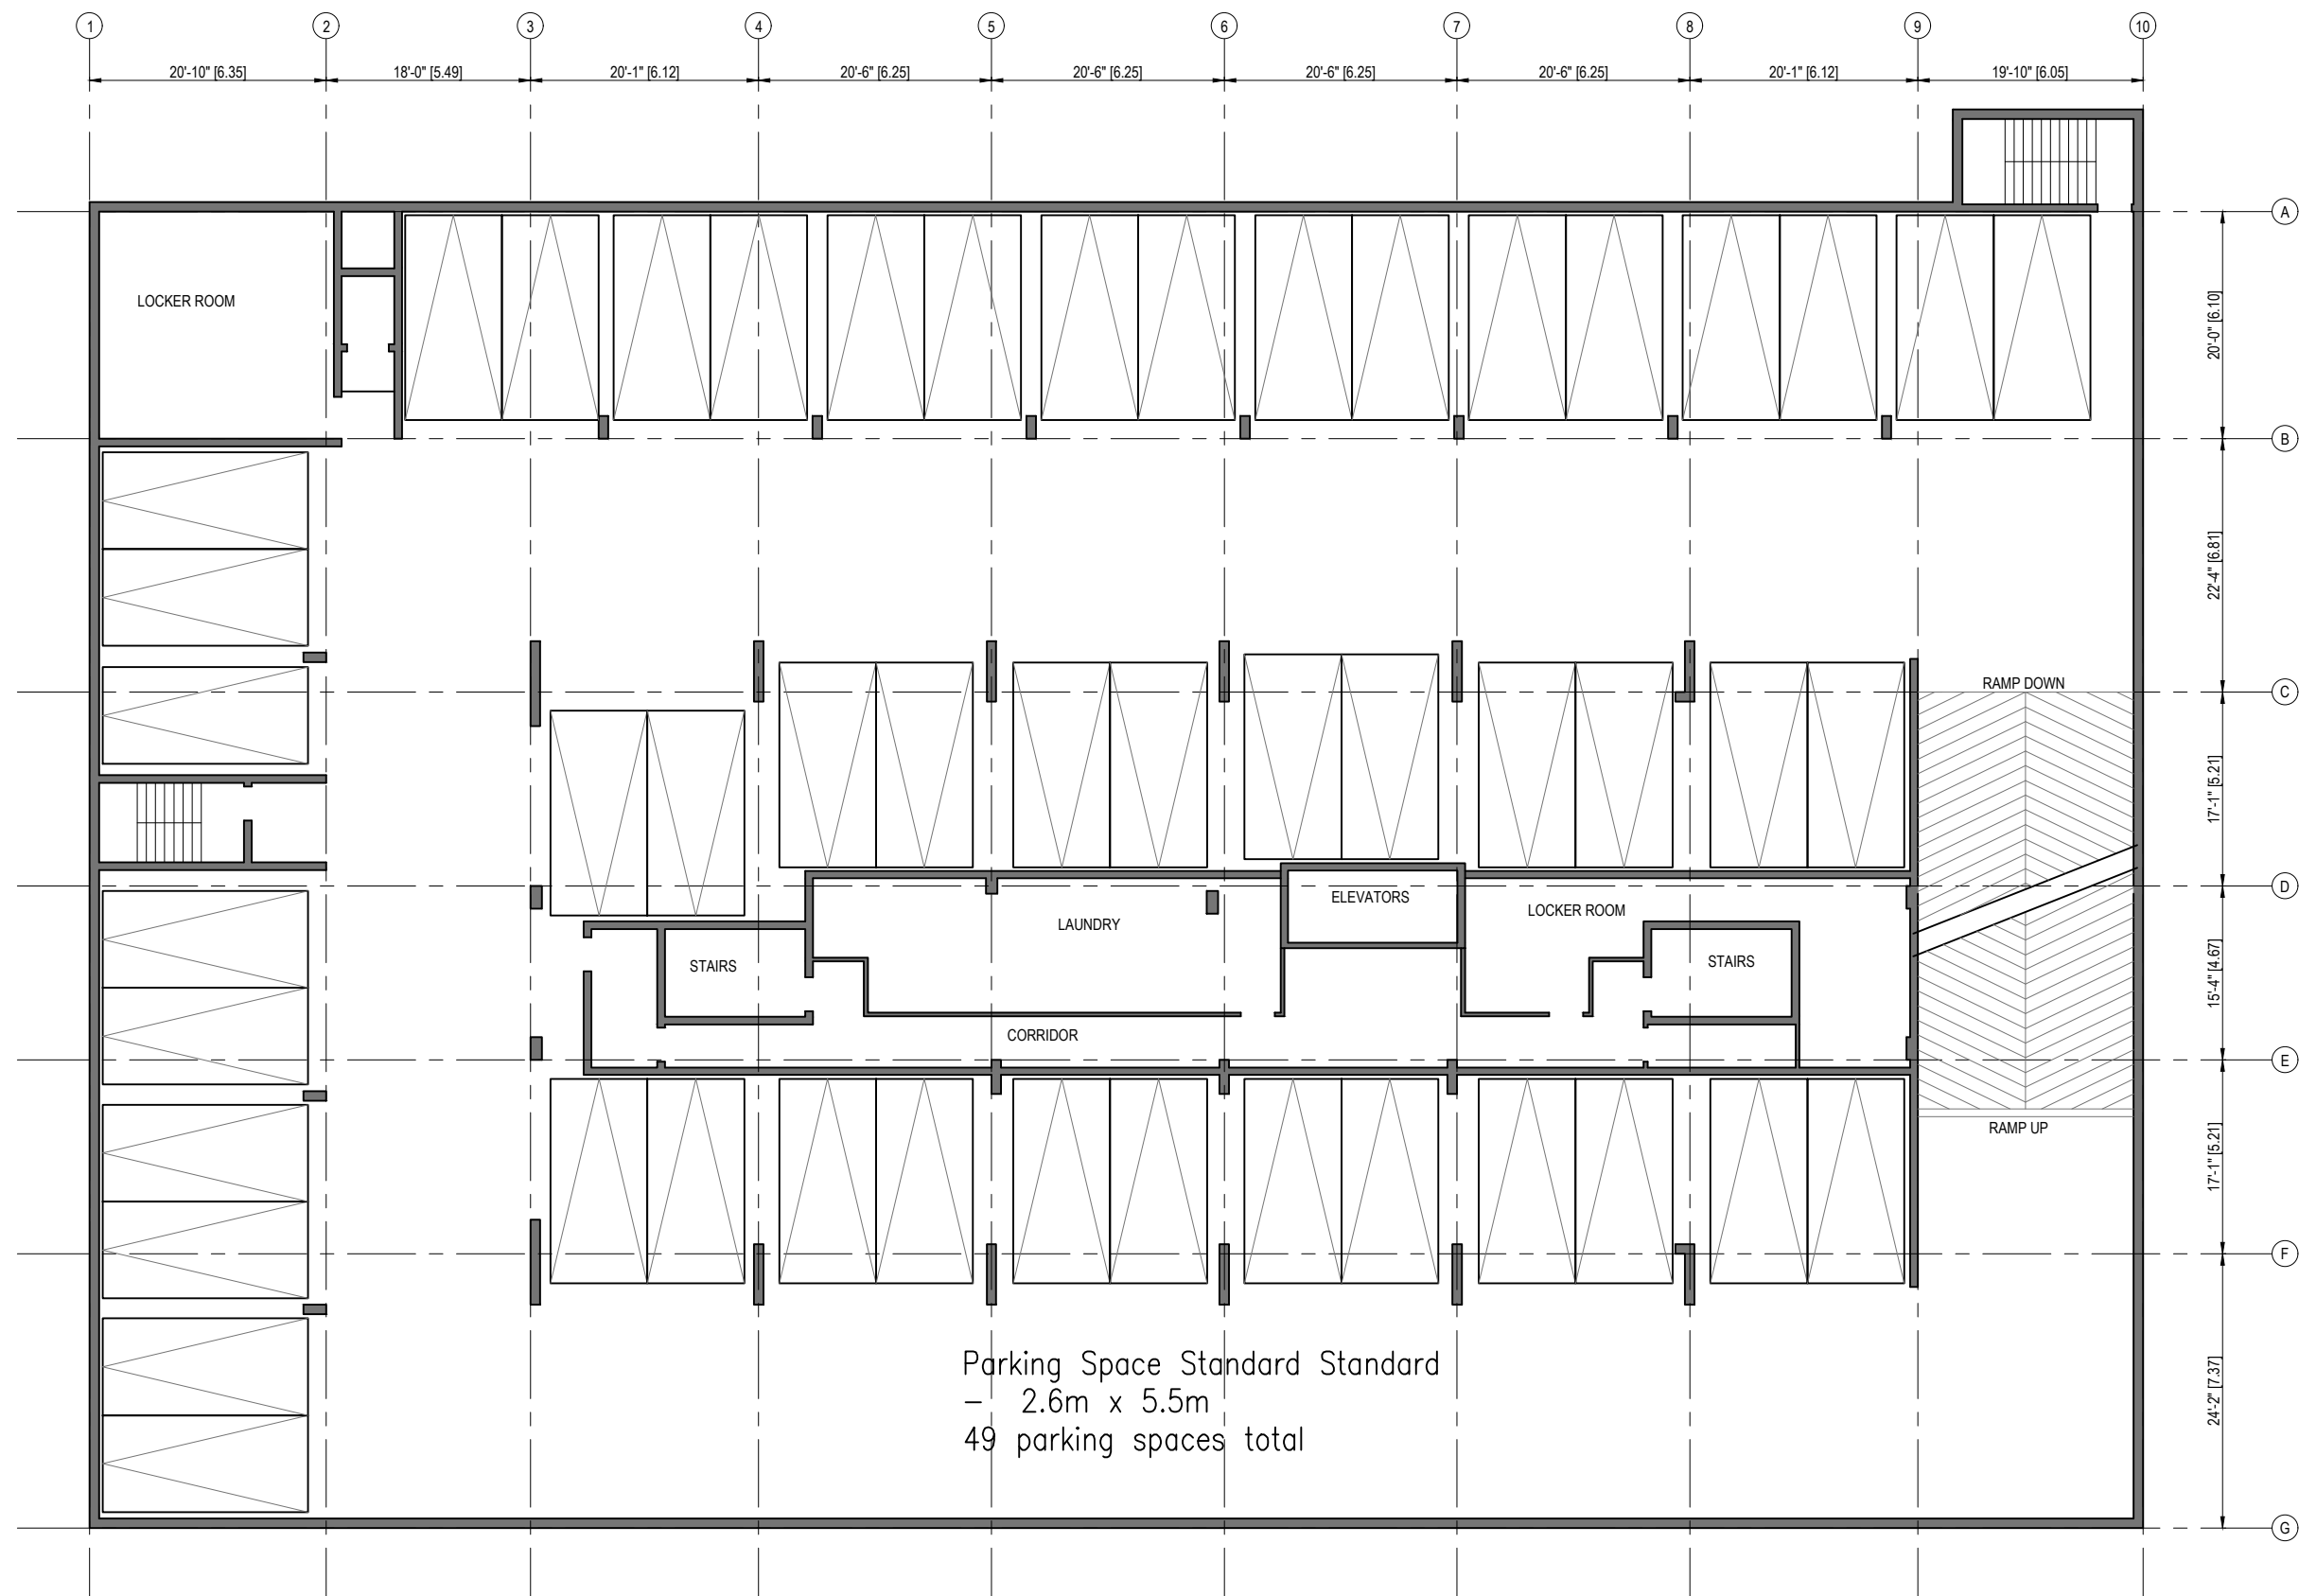 1 2 3 4 5 6 7 8 9 10
20'-10" [6.35] 18'-0" [5.49] 20'-1" [6.12] 20'-6" [6.25] 20'-6" [6.25] 20'-6" [6.25] 20'-6" [6.25] 20'-1" [6.12] 19'-10" [6.05]
A
LOCKER ROOM
20'-0" [6.10]
B
22'-4" [6.81]
RAMP DOWN
C
17'-1" [5.21]
D
ELEVATORS
LOCKER ROOM
LAUNDRY
STAIRS
STAIRS
15'-4" [4.67]
CORRIDOR
E
RAMP UP
17'-1" [5.21]
F
Parking Space Standard Standard
- 2.6m x 5.5m
49 parking spaces total
24'-2" [7.37]
G